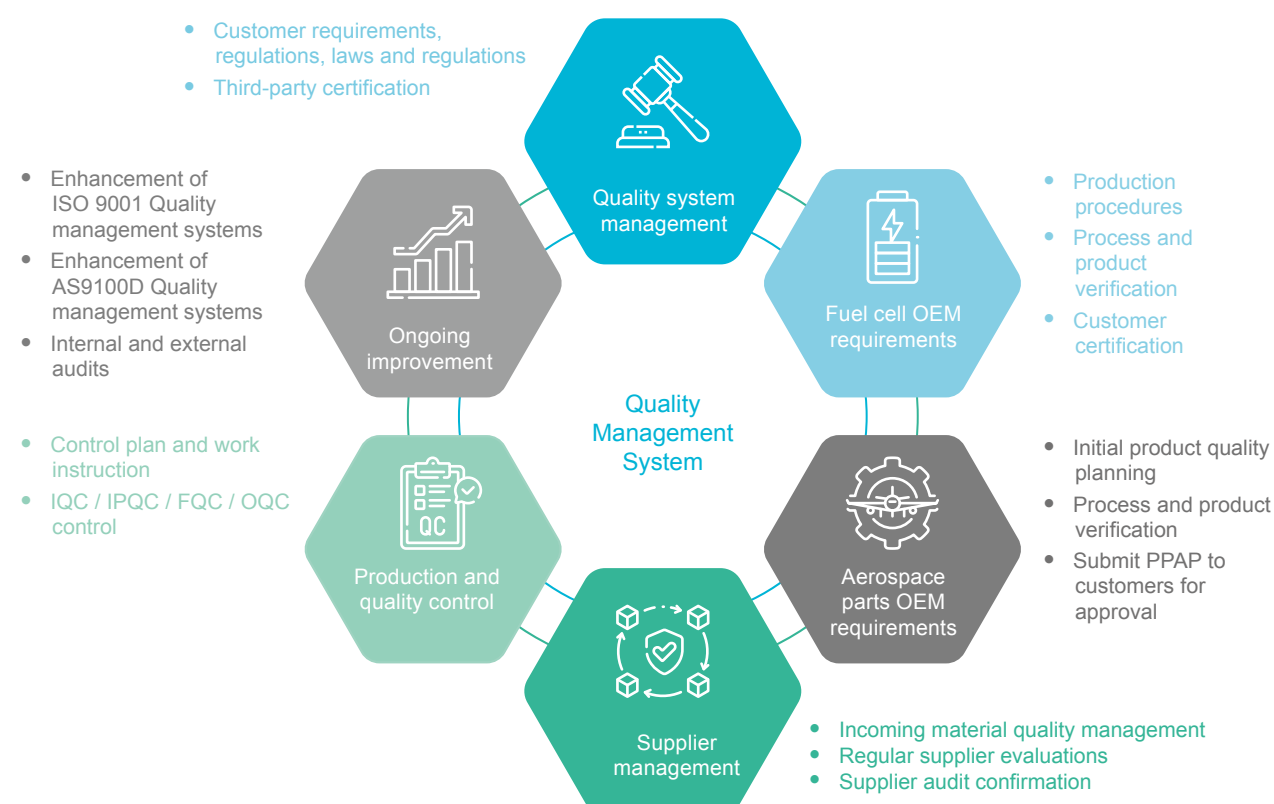 • Customer requirements,
regulations, laws and regulations
• Third-party certification
Quality system
management
• Production
procedures
• Process and
product
verification
• Customer
certification
Fuel cell OEM
requirements
• Initial product quality
planning
• Process and product
verification
• Submit PPAP to
customers for
approval
Aerospace
parts OEM
requirements
• Incoming material quality management
• Regular supplier evaluations
• Supplier audit confirmation
Supplier
management
• Control plan and work
instruction
• IQC / IPQC / FQC / OQC
control
QC
Production and
quality control
• Enhancement of
ISO 9001 Quality
management systems
• Enhancement of
AS9100D Quality
management systems
• Internal and external
audits
Ongoing
improvement
Quality
Management
System